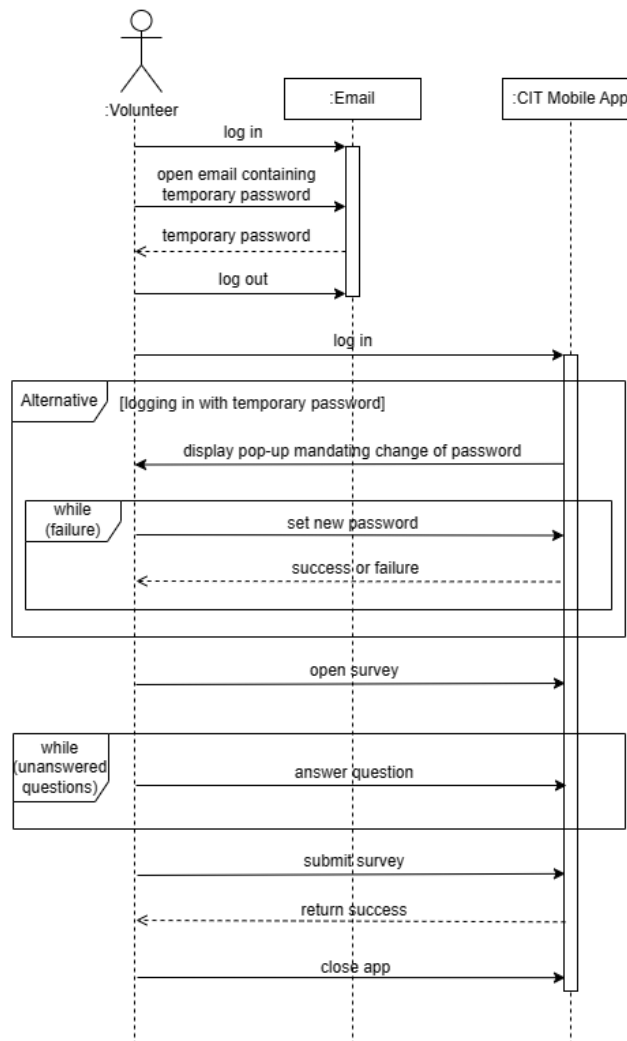 :Volunteer
:Email
:CIT Mobile App
log in
open email containing
temporary password
temporary password
log out
log in
Alternative
[logging in with temporary password]
display pop-up mandating change of password
while
(failure)
set new password
success or failure
open survey
while
(unanswered
questions)
answer question
submit survey
return success
close app